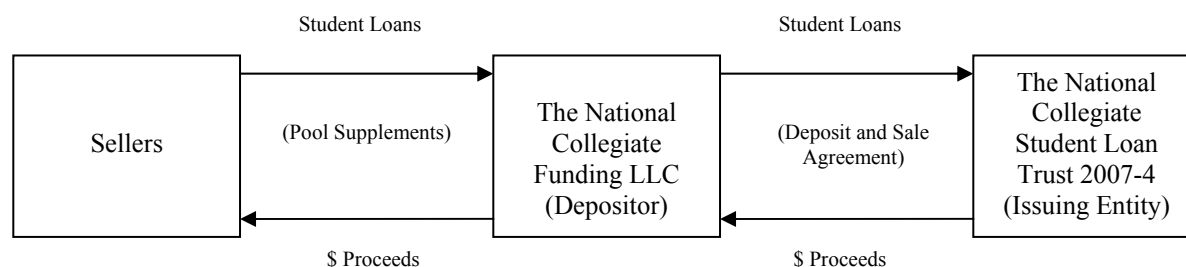 Student Loans
Student Loans
Sellers
(Pool Supplements)
The National
Collegiate
Funding LLC
(Depositor)
(Deposit and Sale
Agreement)
The National
Collegiate
Student Loan
Trust 2007-4
(Issuing Entity)
$ Proceeds
$ Proceeds